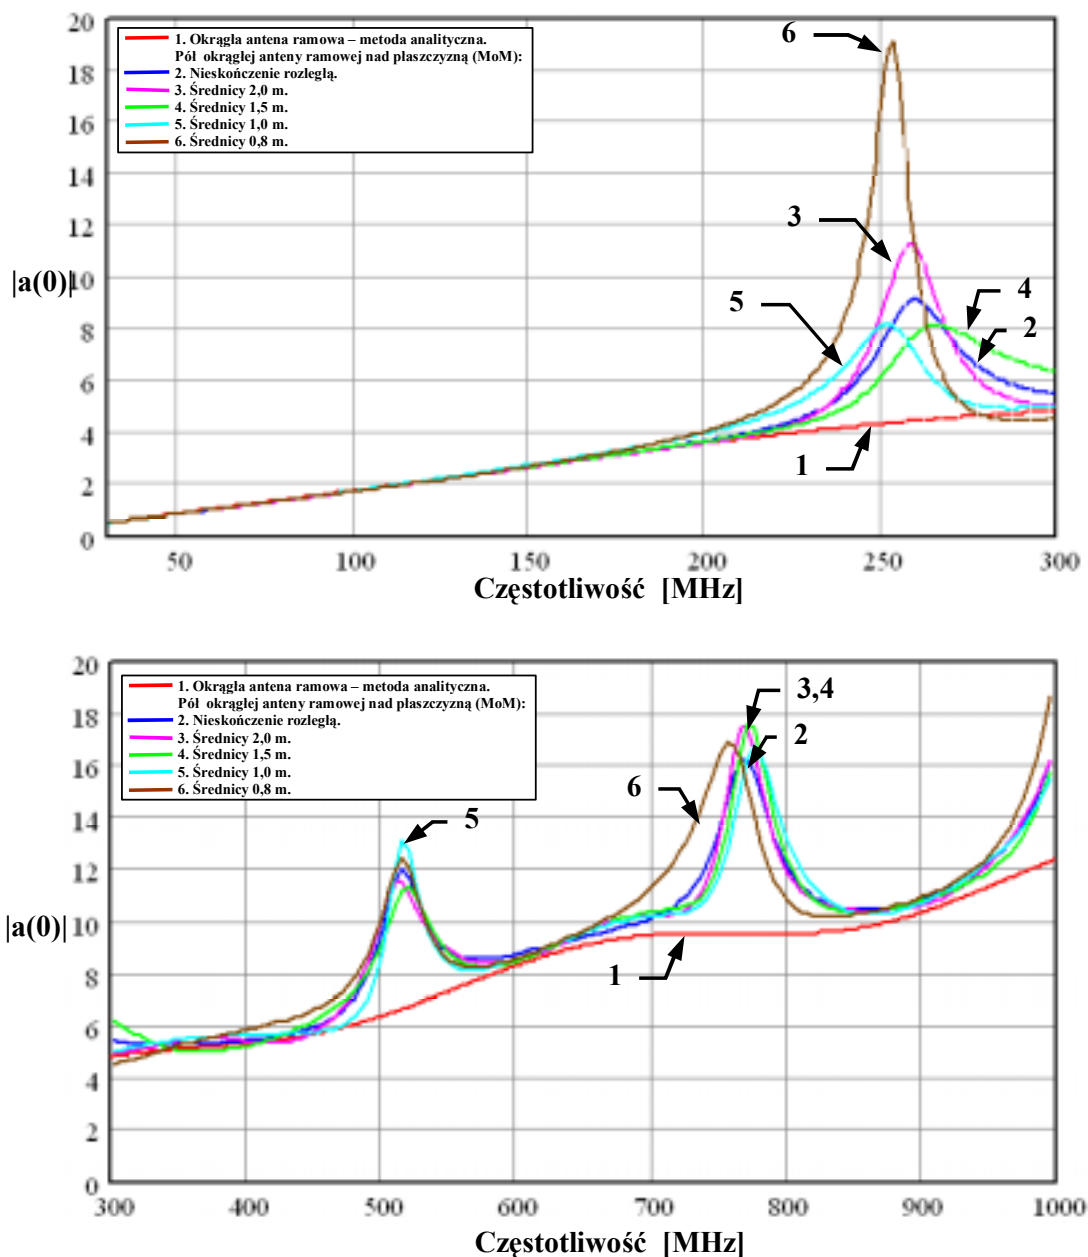 20
18
16
14
12
10
8
6
4
2
0
|a(0)|
1. Okrągła antena ramowa – metoda analityczna.
Pół okrągłej anteny ramowej nad płaszczyzną (MoM):
2. Nieskończenie rozległą.
3. Średnicy 2,0 m.
4. Średnicy 1,5 m.
5. Średnicy 1,0 m.
6. Średnicy 0,8 m.
6
3
5
4
2
1
50
100
150
200
250
300
Częstotliwość [MHz]
20
18
16
14
12
10
8
6
4
2
0
|a(0)|
1. Okrągła antena ramowa – metoda analityczna.
Pół okrągłej anteny ramowej nad płaszczyzną (MoM):
2. Nieskończenie rozległą.
3. Średnicy 2,0 m.
4. Średnicy 1,5 m.
5. Średnicy 1,0 m.
6. Średnicy 0,8 m.
3,4
2
6
5
1
300
400
500
600
700
800
900
1000
Częstotliwość [MHz]